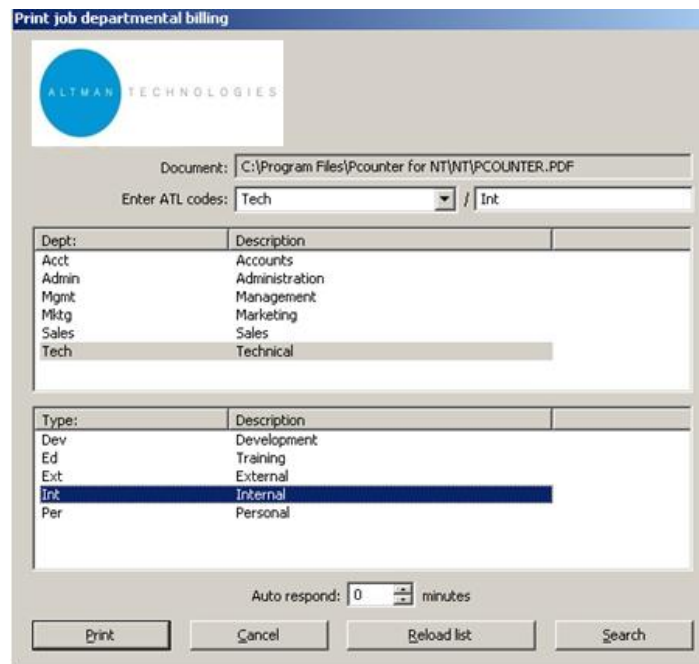 Print job departmental billing
ALTMAN TECHNOLOGIES
Document: C:\Program Files\Pcounter for NT\NT\PCOUNTER.PDF
Enter ATL codes: Tech / Int
Dept: Description
Acct Accounts
Admin Administration
Mgmt Management
Mktg Marketing
Sales Sales
Tech Technical
Type: Description
Dev Development
Ed Training
Ext External
Int Internal
Per Personal
Auto respond: 0 minutes
Print Cancel Reload list Search